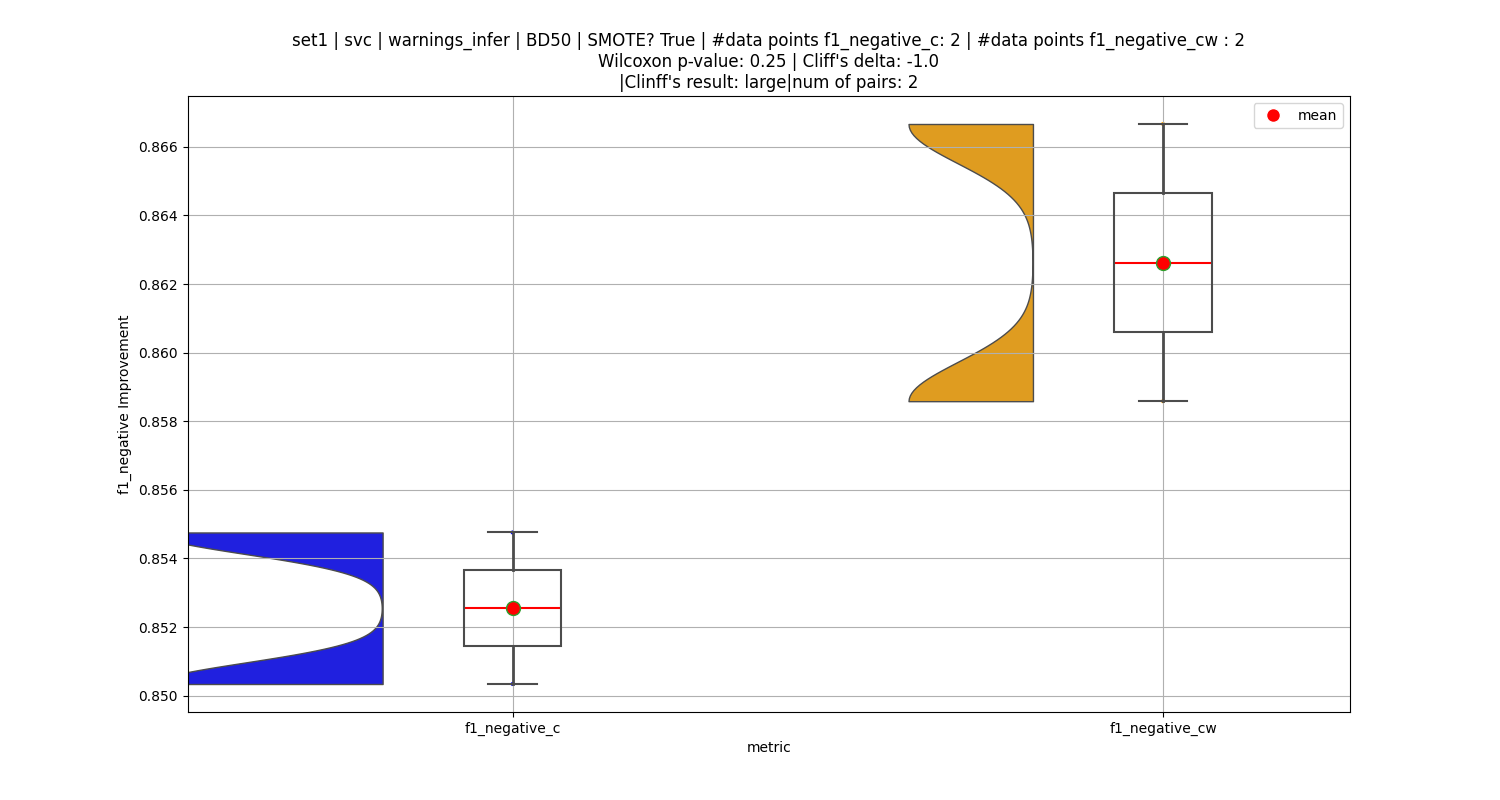 set1 | svc | warnings_infer | BD50 | SMOTE? True | #data points f1_negative_c: 2 | #data points f1_negative_cw : 2
Wilcoxon p-value: 0.25 | Cliff's delta: -1.0
|Clinff's result: large|num of pairs: 2
mean
0.866
0.864
0.862
0.860
0.858
0.856
0.854
0.852
0.850
f1_negative Improvement
f1_negative_c
f1_negative_cw
metric